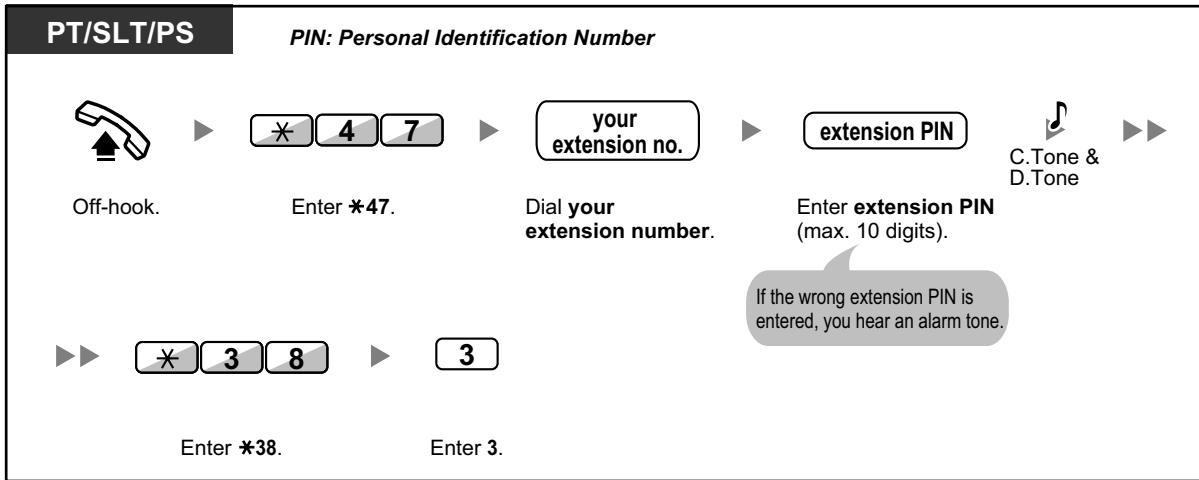 PT/SLT/PS
PIN: Personal Identification Number
* 4 7
your
extension no.
extension PIN
C.Tone &
D.Tone
Off-hook.
Enter *47.
Dial your
extension number.
Enter extension PIN
(max. 10 digits).
If the wrong extension PIN is
entered, you hear an alarm tone.
* 3 8
3
Enter *38.
Enter 3.